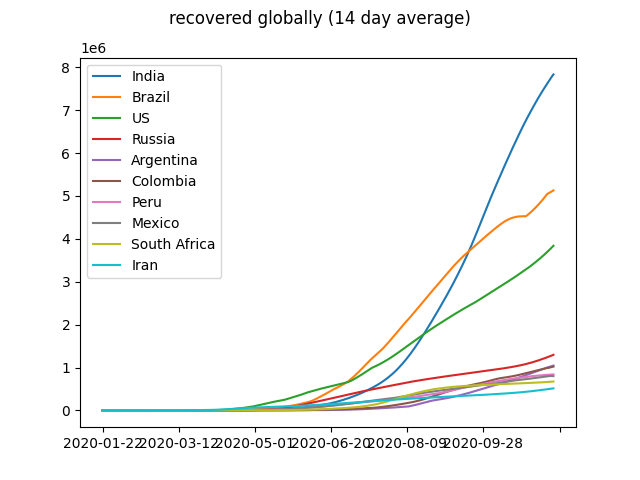 recovered globally (14 day average)
1e6
8
7
6
5
4
3
2
1
0
India
Brazil
US
Russia
Argentina
Colombia
Peru
Mexico
South Africa
Iran
2020-01-22 2020-03-12 2020-05-01 2020-06-20 2020-08-09 2020-09-28